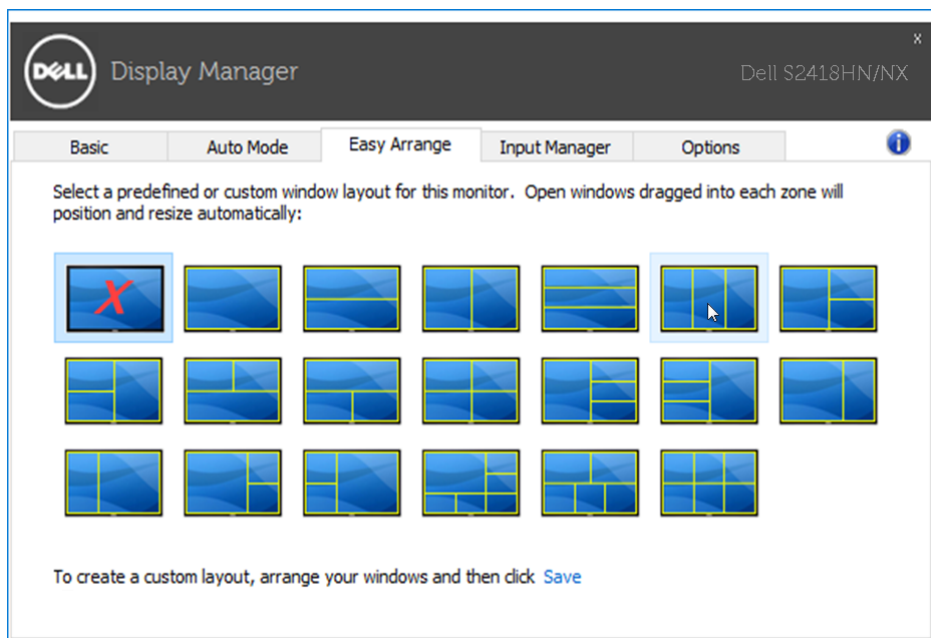 x
DELL Display Manager
Dell S2418HN/NX
Basic Auto Mode Easy Arrange Input Manager Options i
Select a predefined or custom window layout for this monitor. Open windows dragged into each zone will
position and resize automatically:
X
To create a custom layout, arrange your windows and then click Save